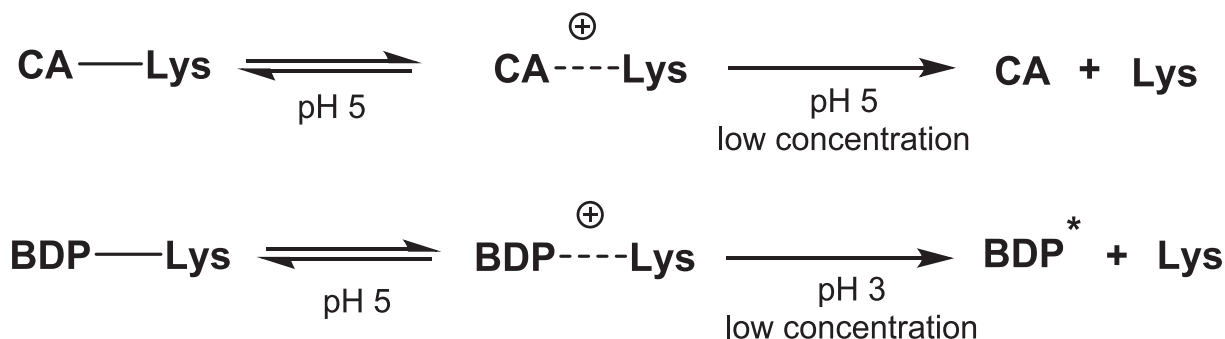 CA Lys CA ⊕ Lys CA + Lys
pH 5 pH 5
low concentration
BDP Lys BDP ⊕ Lys BDP* + Lys
pH 5 pH 3
low concentration